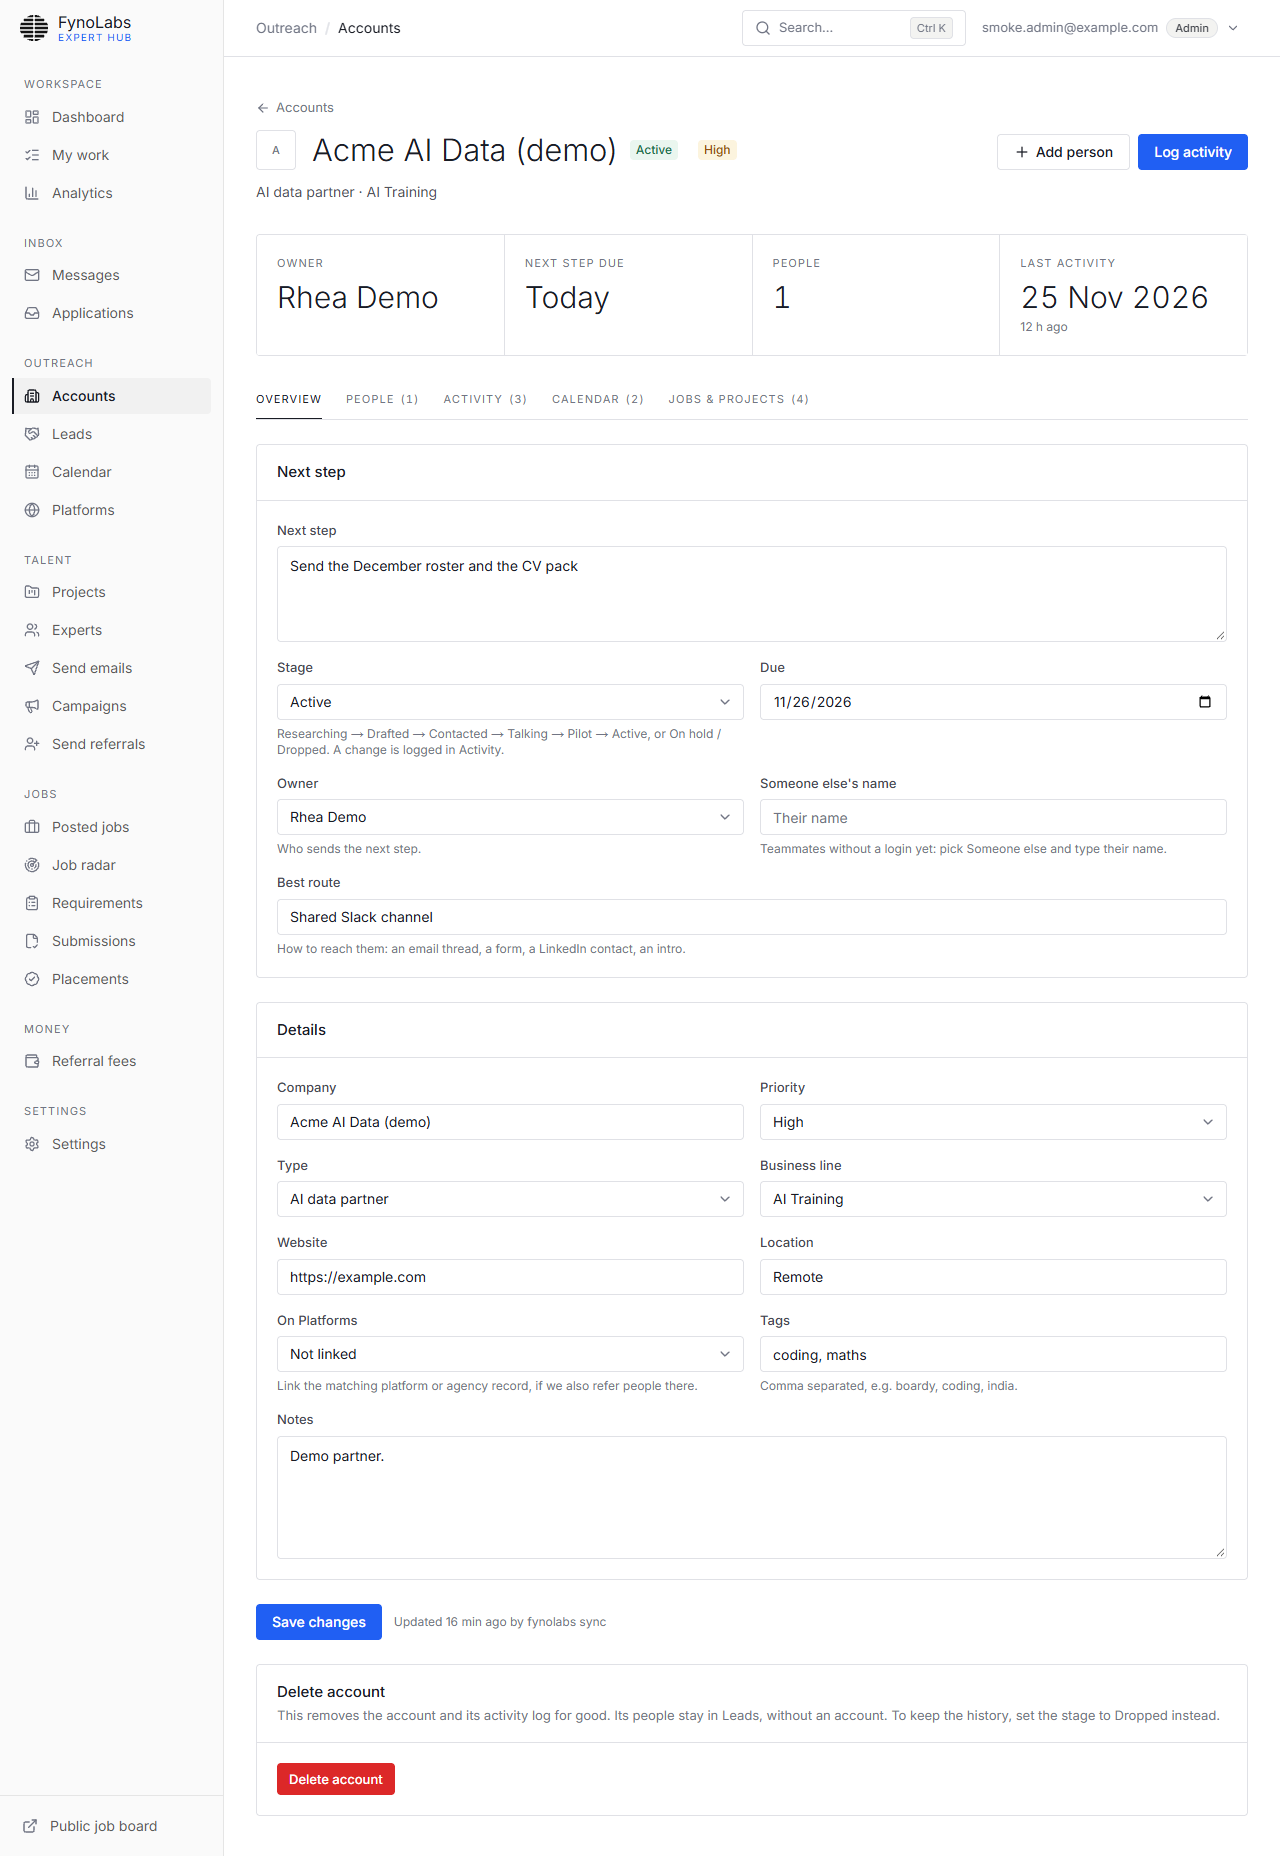 FynoLabs
EXPERT HUB
Outreach / Accounts
Search...
Ctrl K
smoke.admin@example.com
Admin
WORKSPACE
Dashboard
My work
Analytics
INBOX
Messages
Applications
OUTREACH
Accounts
Leads
Calendar
Platforms
TALENT
Projects
Experts
Send emails
Campaigns
Send referrals
JOBS
Posted jobs
Job radar
Requirements
Submissions
Placements
MONEY
Referral fees
SETTINGS
Settings
Public job board
← Accounts
A
Acme AI Data (demo)
Active
High
+ Add person
Log activity
AI data partner · AI Training
OWNER
Rhea Demo
NEXT STEP DUE
Today
PEOPLE
1
LAST ACTIVITY
25 Nov 2026
12 h ago
OVERVIEW
PEOPLE (1)
ACTIVITY (3)
CALENDAR (2)
JOBS & PROJECTS (4)
Next step
Next step
Send the December roster and the CV pack
Stage
Active
Researching → Drafted → Contacted → Talking → Pilot → Active, or On hold /
Dropped. A change is logged in Activity.
Due
11/26/2026
Owner
Rhea Demo
Who sends the next step.
Someone else's name
Their name
Teammates without a login yet: pick Someone else and type their name.
Best route
Shared Slack channel
How to reach them: an email thread, a form, a LinkedIn contact, an intro.
Details
Company
Acme AI Data (demo)
Priority
High
Type
AI data partner
Business line
AI Training
Website
https://example.com
Location
Remote
On Platforms
Not linked
Link the matching platform or agency record, if we also refer people there.
Tags
coding, maths
Comma separated, e.g. boardy, coding, india.
Notes
Demo partner.
Save changes
Updated 16 min ago by fynolabs sync
Delete account
This removes the account and its activity log for good. Its people stay in Leads, without an account. To keep the history, set the stage to Dropped instead.
Delete account